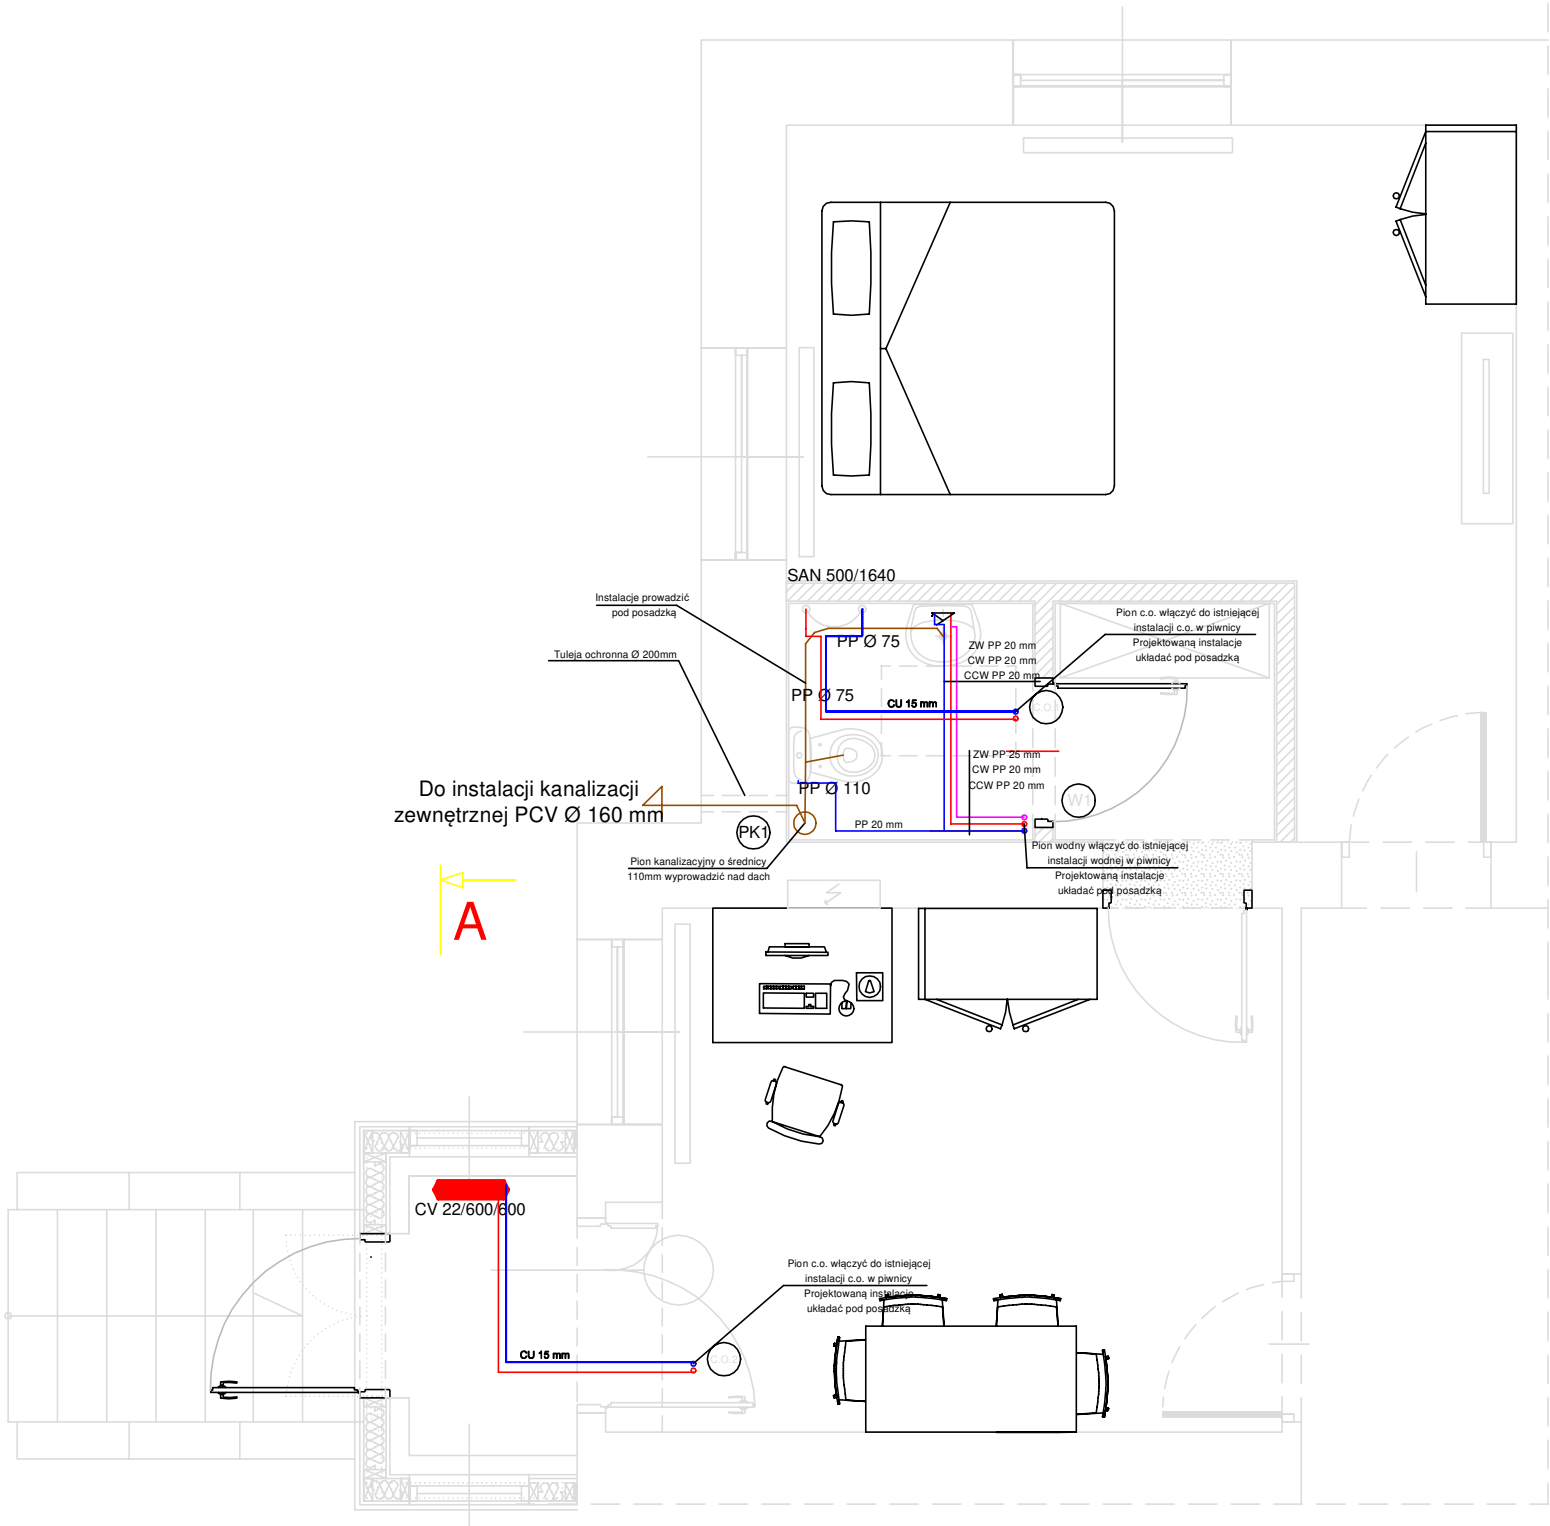 SAN 500/1640
Instalacje prowadzić
pod posadzką
Tuleja ochronna Ø 200mm
PP Ø 75
ZW PP 20 mm
CW PP 20 mm
CCW PP 20 mm
Pion c.o. włączyć do istniejącej
instalacji c.o. w piwnicy
Projektowaną instalacje
układać pod posadzką
PP Ø 75
CU 15 mm
C.O.1
ZW PP 25 mm
CW PP 20 mm
CCW PP 20 mm
W1
PP Ø 110
Do instalacji kanalizacji
zewnętrznej PCV Ø 160 mm
PK1
PP 20 mm
Pion kanalizacyjny o średnicy
110mm wyprowadzić nad dach
Pion wodny włączyć do istniejącej
instalacji wodnej w piwnicy
Projektowaną instalacje
układać pod posadzką
A
CV 22/600/600
Pion c.o. włączyć do istniejącej
instalacji c.o. w piwnicy
Projektowaną instalacje
układać pod posadzką
CU 15 mm
C.O.2